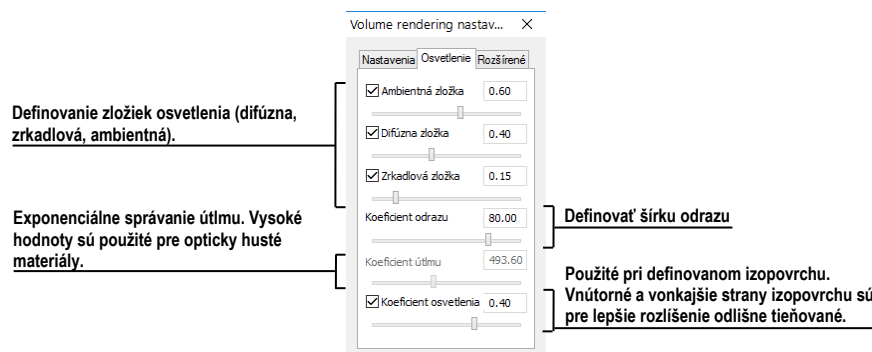 Volume rendering nastav...
Nastavenia Osvetlenie Rozšírené
Ambientná zložka 0.60
Difúzna zložka 0.40
Zrkadlová zložka 0.15
Koeficient odrazu 80.00
Koeficient útlmu 493.60
Koeficient osvetlenia 0.40
Definovanie zložiek osvetlenia (difúzna,
zrkadlová, ambientná).
Exponenciálne správanie útlmu. Vysoké
hodnoty sú použité pre opticky husté
materiály.
Definovať šírku odrazu
Použité pri definovanom izopovrchu.
Vnútorné a vonkajšie strany izopovrchu sú
pre lepšie rozlíšenie odlišne tieňované.